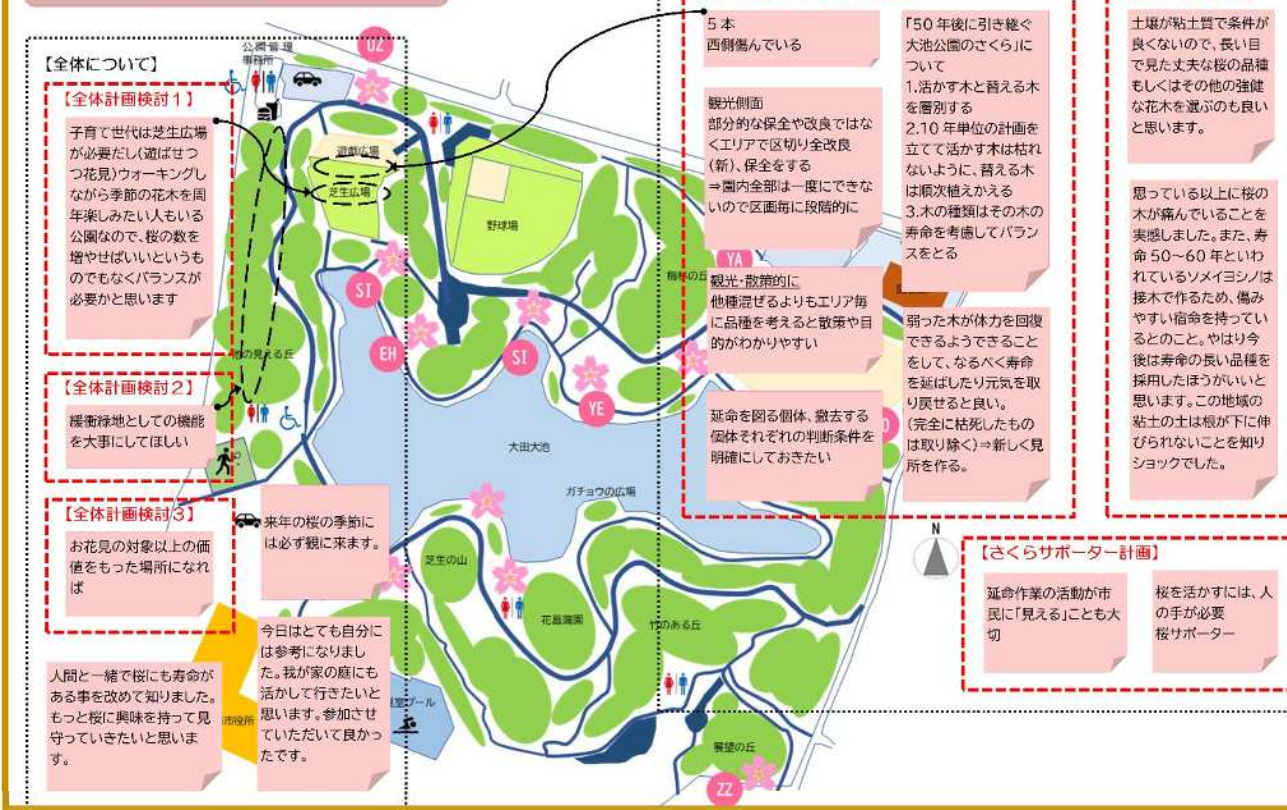 【全体について】
【全体計画検討1】
子育て世代は芝生広場
が必要だし(遊ばせつ
つ花見)ウォーキングし
ながら季節の花木を周
年楽しみたい人もいる
公園なので、桜の数を
増やせばいいというも
のでもなくバランスが
必要かと思います
【全体計画検討2】
緩衝緑地としての機能
を大事にしてほしい
【全体計画検討3】
お花見の対象以上の価
値をもった場所になれ
ば
人間と一緒で桜にも寿命が
ある事を改めて知りました。
もっと桜に興味を持って見
守っていきたいと思いま
す。
来年の桜の季節に
は必ず観に来ます。
今日はとても自分に
は参考になりまし
た。我が家の庭にも
活かして行きたいと
思います。参加させ
ていただいて良かっ
たです。
公園管理
事務所
UZ
遊戯広場
芝生広場
野球場
梅林の丘
の見える丘
SI
EH
SI
YE
YA
大田大池
ガチョウの広場
芝生の山
花菖蒲園
竹のある丘
市役所
室プール
展望の丘
ZZ
N
5本
西側傷んでいる
観光側面
部分的な保全や改良ではな
くエリアで区切り全改良
(新)、保全をする
⇒園内全部は一度にできな
いので区画毎に段階的に
観光・散策的に
他種混ぜるよりもエリア毎
に品種を考えると散策や目
的がわかりやすい
延命を図る個体、撤去する
個体それぞれの判断条件を
明確にしておきたい
「50年後に引き継ぐ
大池公園のさくら」に
ついて
1.活かす木と替える木
を層別する
2.10年単位の計画を
立てて活かす木は枯れ
ないように、替える木
は順次植えかえる
3.木の種類はその木の
寿命を考慮してバラン
スをとる
弱った木が体力を回復
できるようできること
をして、なるべく寿命
を延ばしたり元気を取
り戻せると良い。
(完全に枯死したもの
は取り除く)⇒新しく見
所を作る。
土壌が粘土質で条件が
良くないので、長い目
で見た丈夫な桜の品種
もしくはその他の強健
な花木を選ぶのも良い
と思います。
思っている以上に桜の
木が痛んでいることを
実感しました。また、寿
命50～60年といわ
れているソメイヨシノは
接木で作るため、傷み
やすい宿命を持ってい
るとのこと。やはり今
後は寿命の長い品種を
採用したほうがいいと
思います。この地域の
粘土の土は根が下に伸
びられないことを知り
ショックでした。
【さくらサポーター計画】
延命作業の活動が市
民に「見える」ことも大
切
桜を活かすには、人
の手が必要
桜サポーター